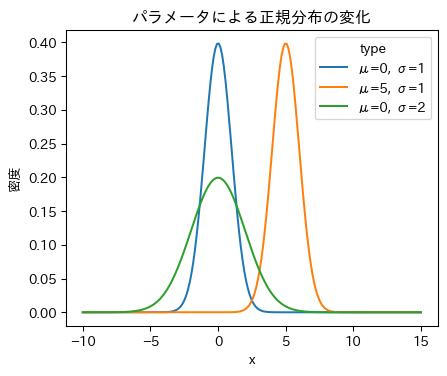 パラメータによる正規分布の変化
type
μ=0, σ=1
μ=5, σ=1
μ=0, σ=2
密度
0.40
0.35
0.30
0.25
0.20
0.15
0.10
0.05
0.00
−10 −5 0 5 10 15
x